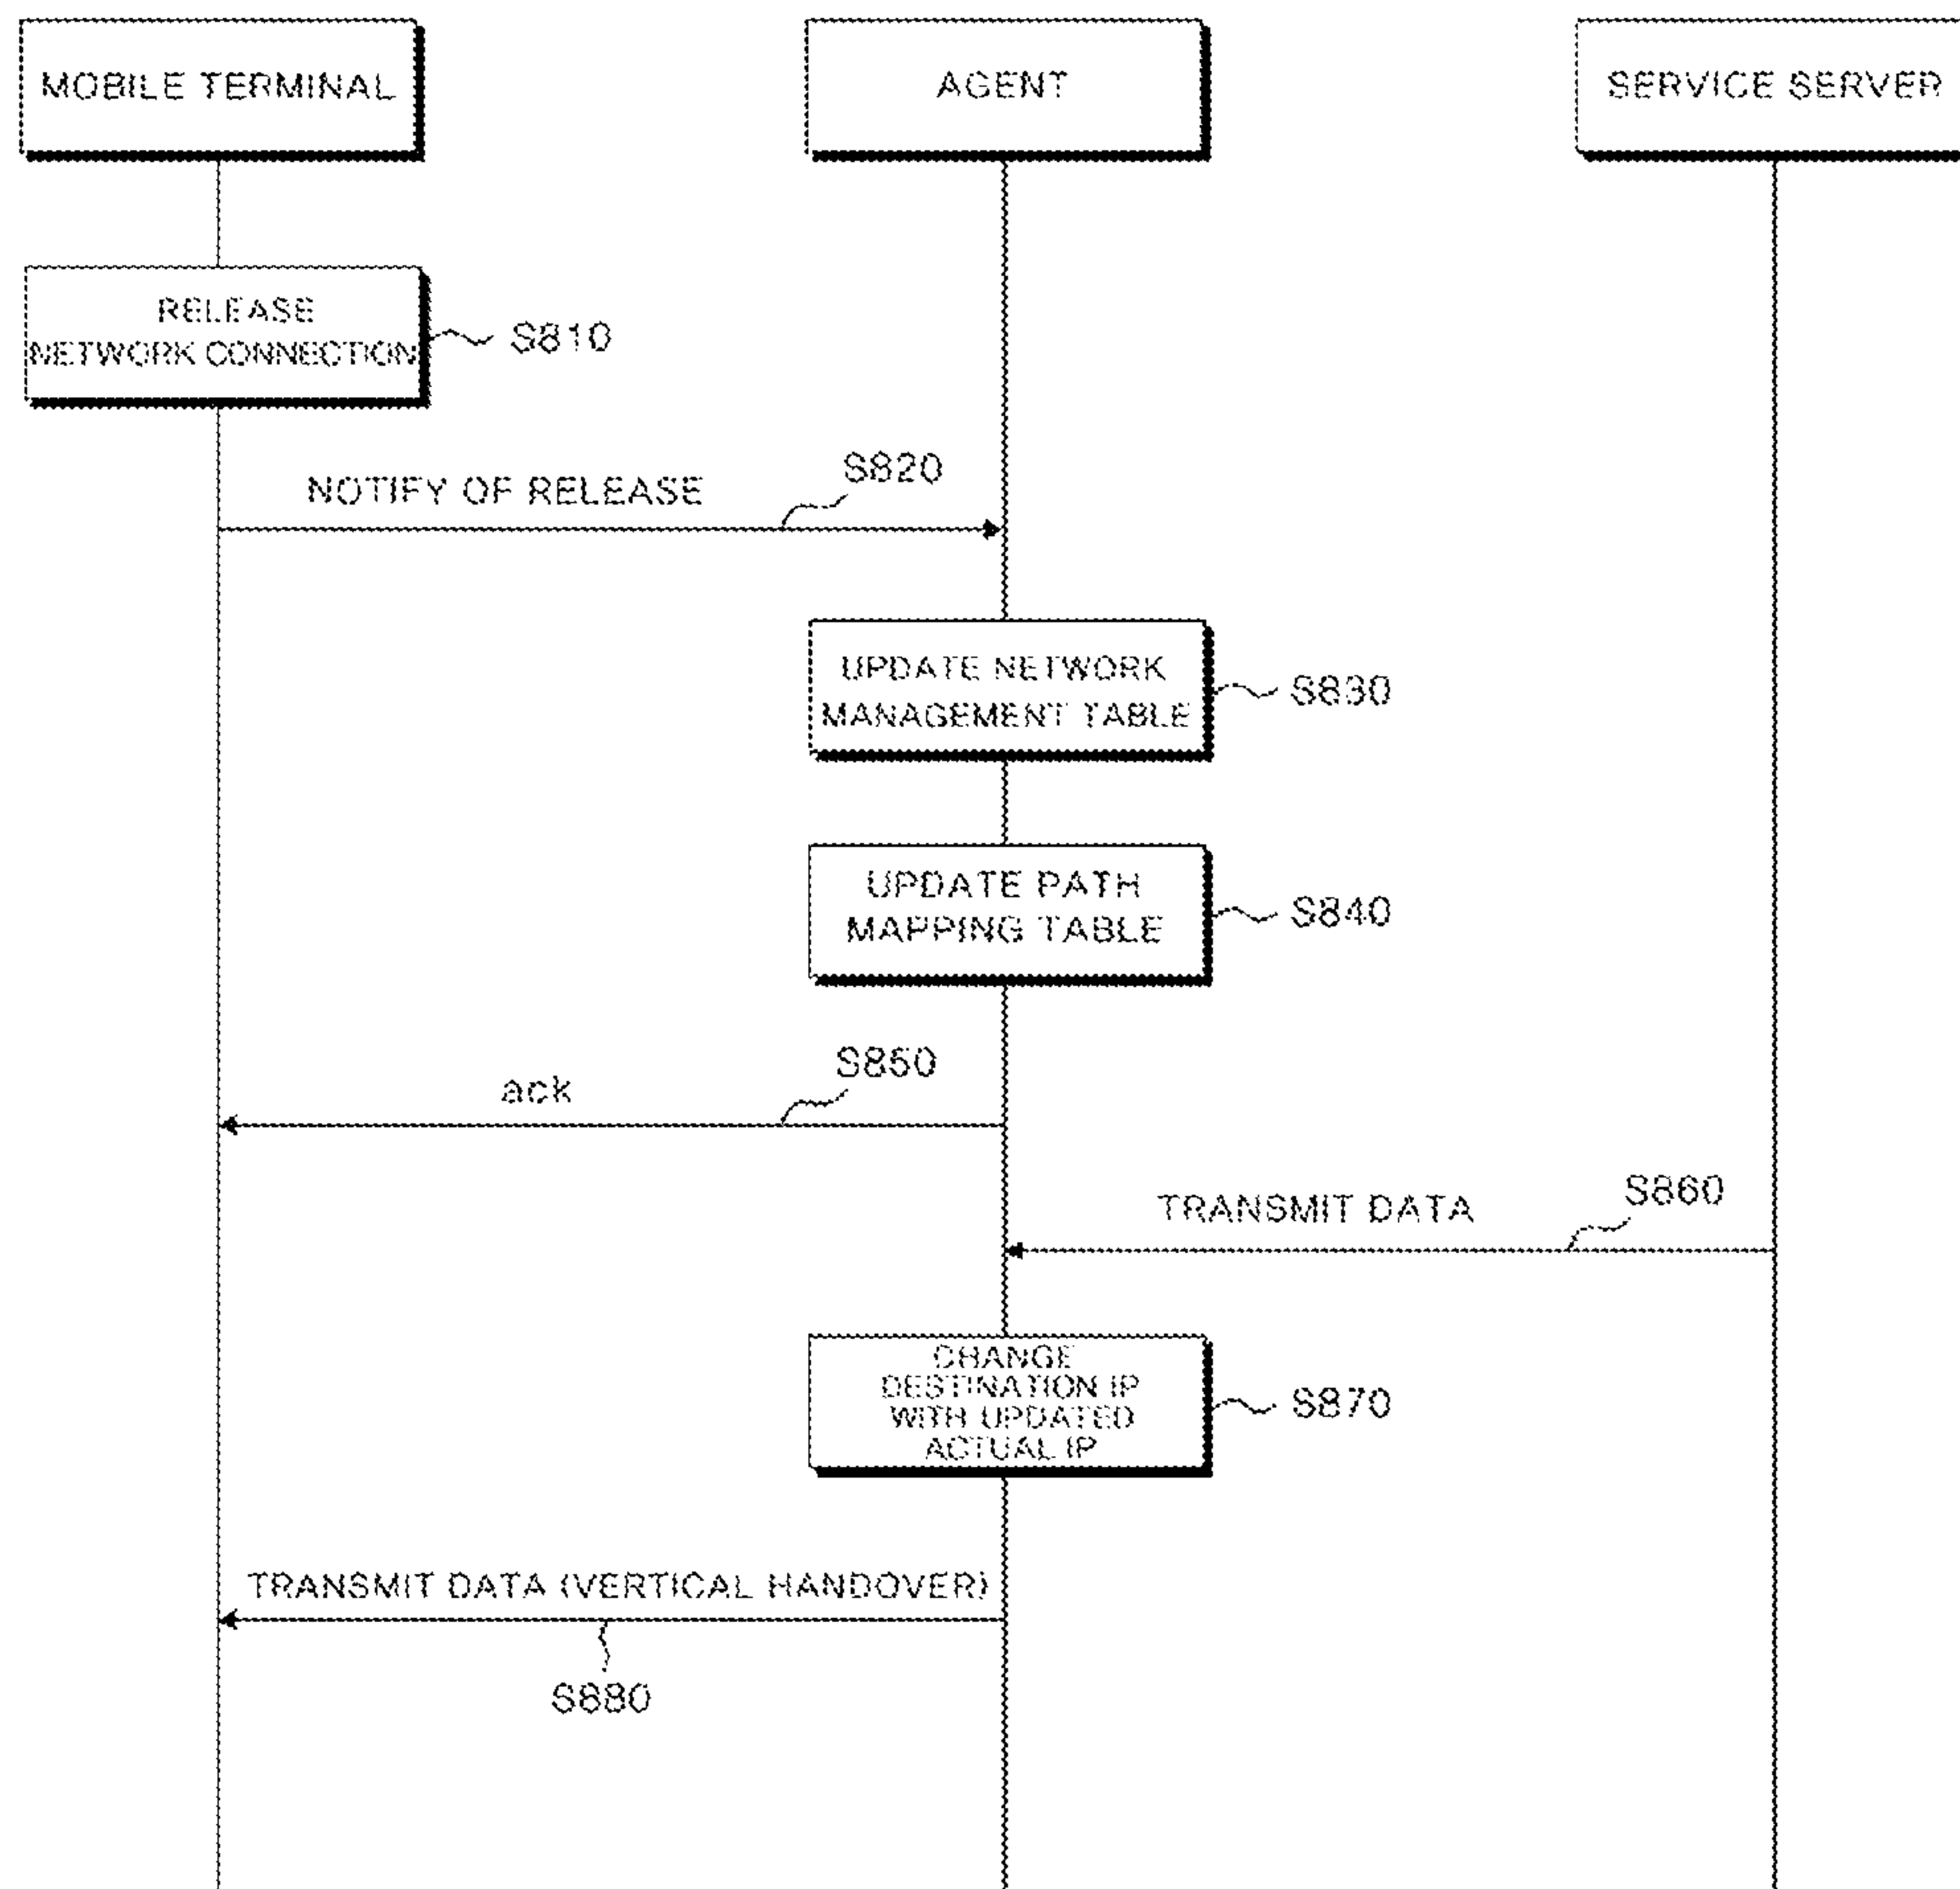 MOBILE TERMINAL
AGENT
SERVICE SERVER
RELEASE
NETWORK CONNECTION
S810
NOTIFY OF RELEASE
S820
UPDATE NETWORK
MANAGEMENT TABLE
S830
UPDATE PATH
MAPPING TABLE
S840
ack
S850
TRANSMIT DATA
S860
CHANGE
DESTINATION IP
WITH UPDATED
ACTUAL IP
S870
TRANSMIT DATA (VERTICAL HANDOVER)
S880